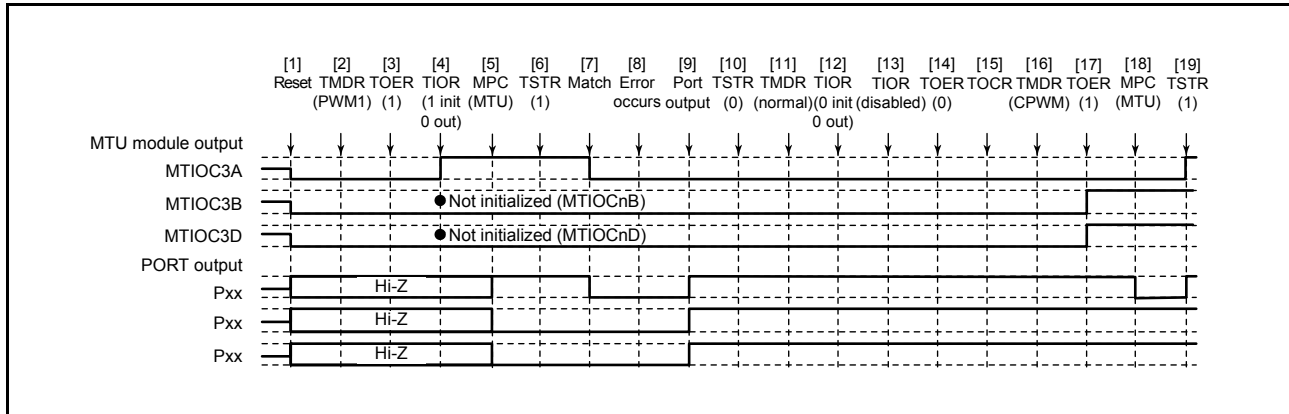 [1] [2] [3] [4] [5] [6] [7] [8] [9] [10] [11] [12] [13] [14] [15] [16] [17] [18] [19]
Reset TMDR TOER TIOR MPC TSTR Match Error Port TSTR TMDR TIOR TIOR TOER TOCR TMDR TOER MPC TSTR
(PWM1) (1) (1 init (MTU) (1) occurs output (0) (normal) (0 init (disabled) (0) (CPWM) (1) (MTU) (1)
0 out) 0 out)
MTU module output
MTIOC3A
MTIOC3B Not initialized (MTIOCnB)
MTIOC3D Not initialized (MTIOCnD)
PORT output
Pxx Hi-Z
Pxx Hi-Z
Pxx Hi-Z